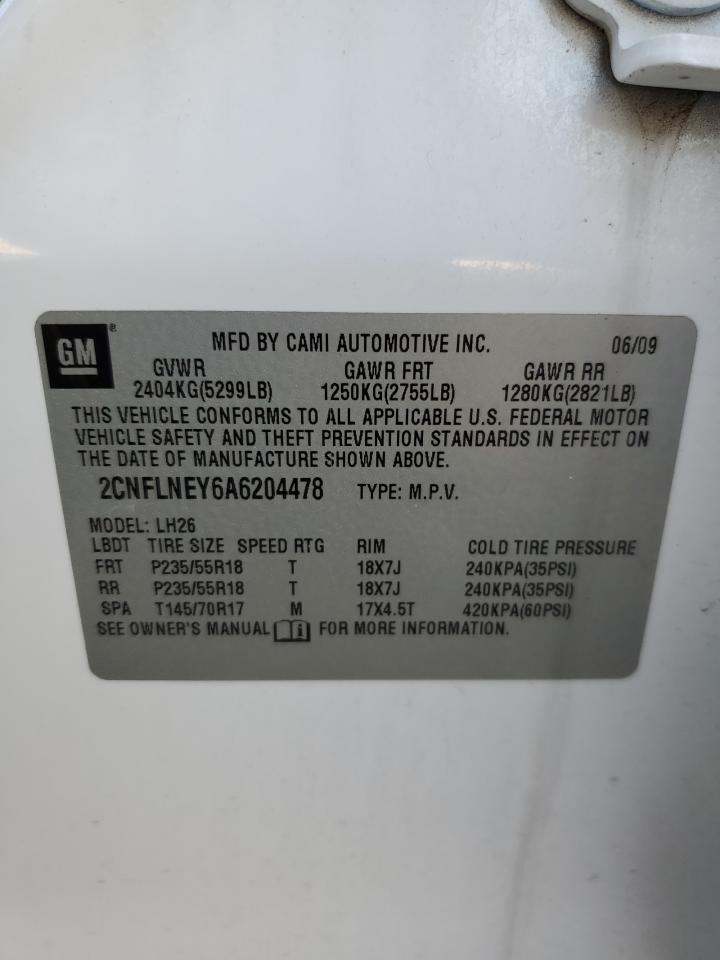 GM ® MFD BY CAMI AUTOMOTIVE INC. 06/09
GVWR GAWR FRT GAWR RR
2404KG(5299LB) 1250KG(2755LB) 1280KG(2821LB)
THIS VEHICLE CONFORMS TO ALL APPLICABLE U.S. FEDERAL MOTOR
VEHICLE SAFETY AND THEFT PREVENTION STANDARDS IN EFFECT ON
THE DATE OF MANUFACTURE SHOWN ABOVE.
2CNFLNEY6A6204478 TYPE: M.P.V.
MODEL: LH26
LBDT TIRE SIZE SPEED RTG RIM COLD TIRE PRESSURE
FRT P235/55R18 T 18X7J 240KPA(35PSI)
RR P235/55R18 T 18X7J 240KPA(35PSI)
SPA T145/70R17 M 17X4.5T 420KPA(60PSI)
SEE OWNER'S MANUAL i FOR MORE INFORMATION.